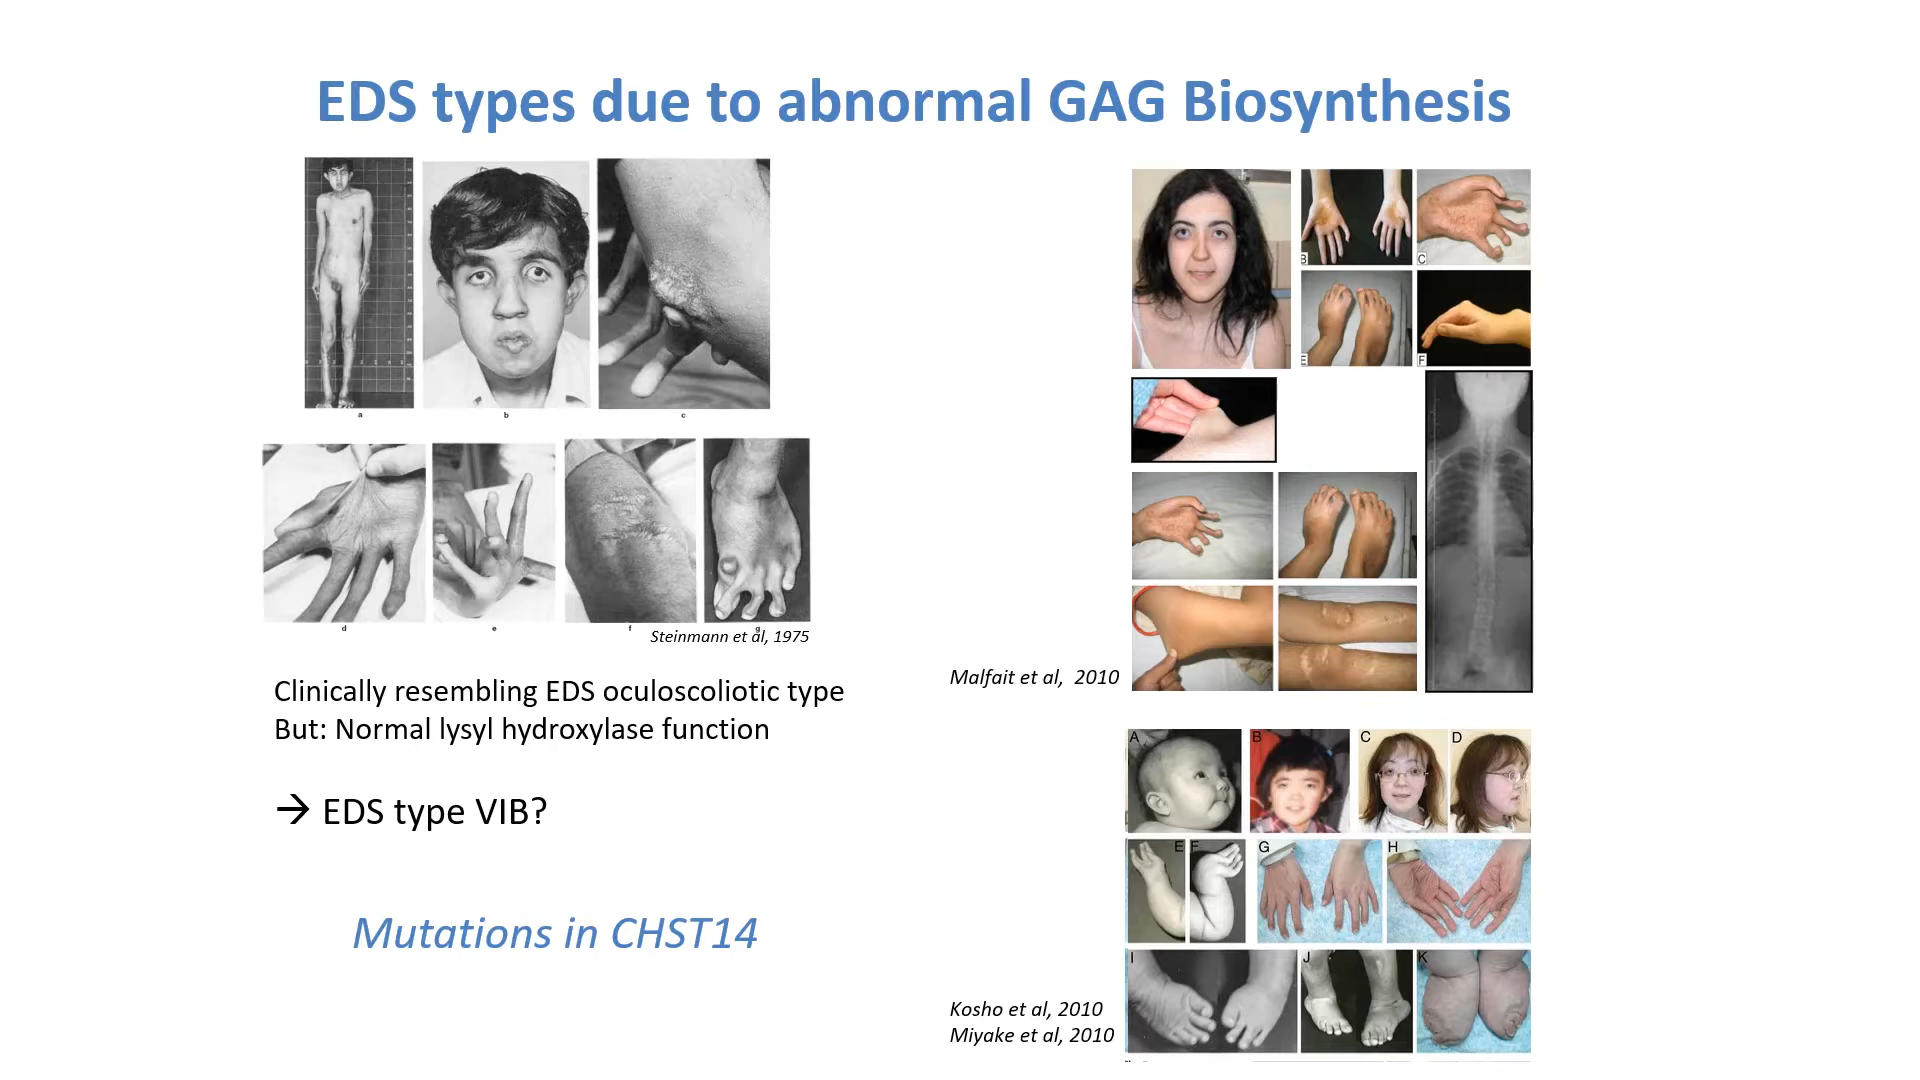 EDS types due to abnormal GAG Biosynthesis
a
b
c
d
e
f
g
Steinmann et al, 1975
Clinically resembling EDS oculoscoliotic type
But: Normal lysyl hydroxylase function
→ EDS type VIB?
Mutations in CHST14
B
C
E
F
Malfait et al, 2010
A
B
C
D
E
F
G
H
I
J
K
Kosho et al, 2010
Miyake et al, 2010